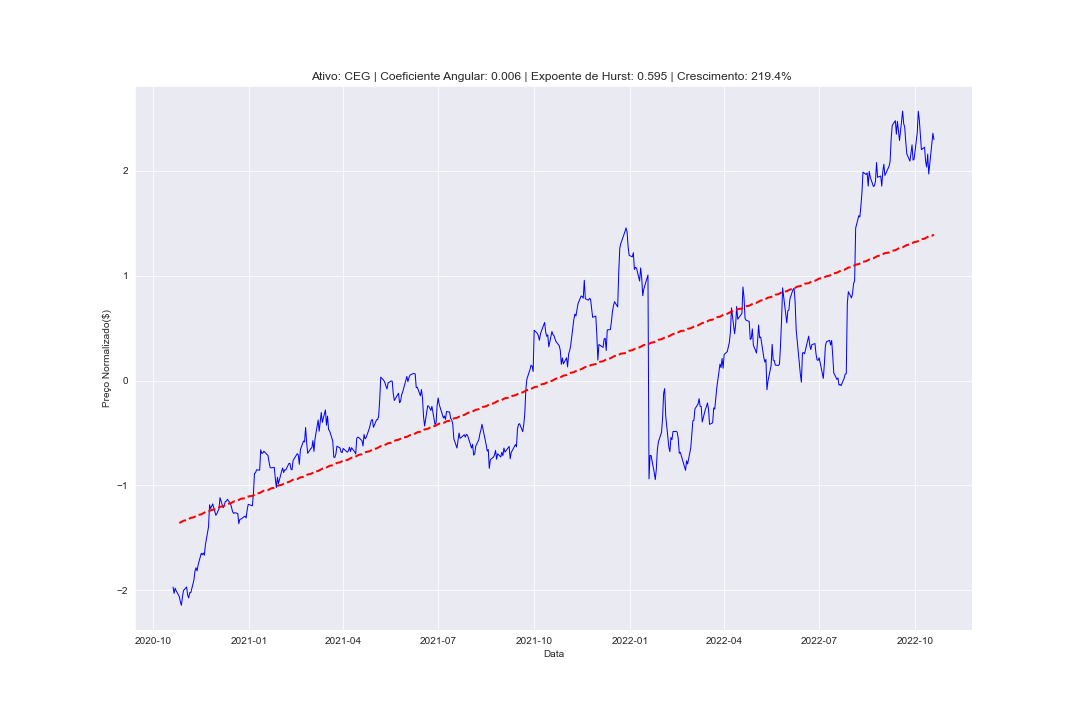 Ativo: CEG | Coeficiente Angular: 0.006 | Expoente de Hurst: 0.595 | Crescimento: 219.4%
Preço Normalizado($)
2
1
0
−1
−2
2020-10 2021-01 2021-04 2021-07 2021-10 2022-01 2022-04 2022-07 2022-10
Data